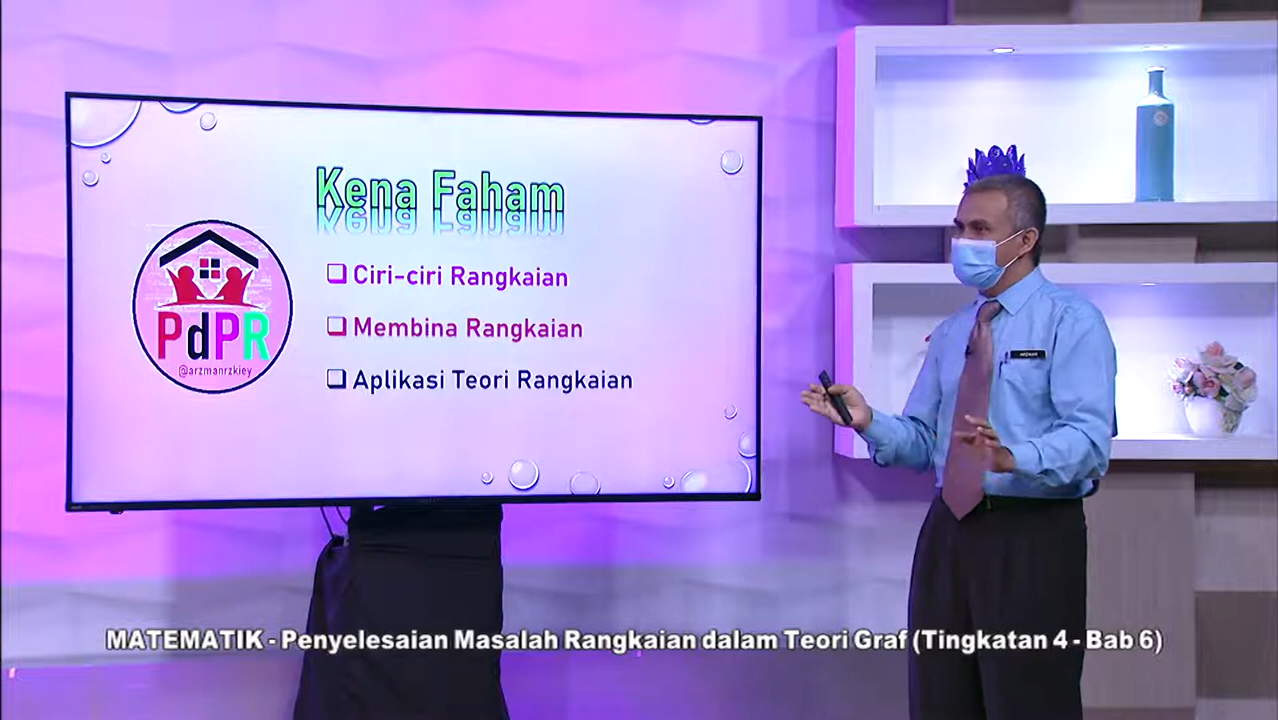 Kena Faham
Ciri-ciri Rangkaian
Membina Rangkaian
Aplikasi Teori Rangkaian
PdPR
@arzmanrzkiey
MATEMATIK - Penyelesaian Masalah Rangkaian dalam Teori Graf (Tingkatan 4 - Bab 6)